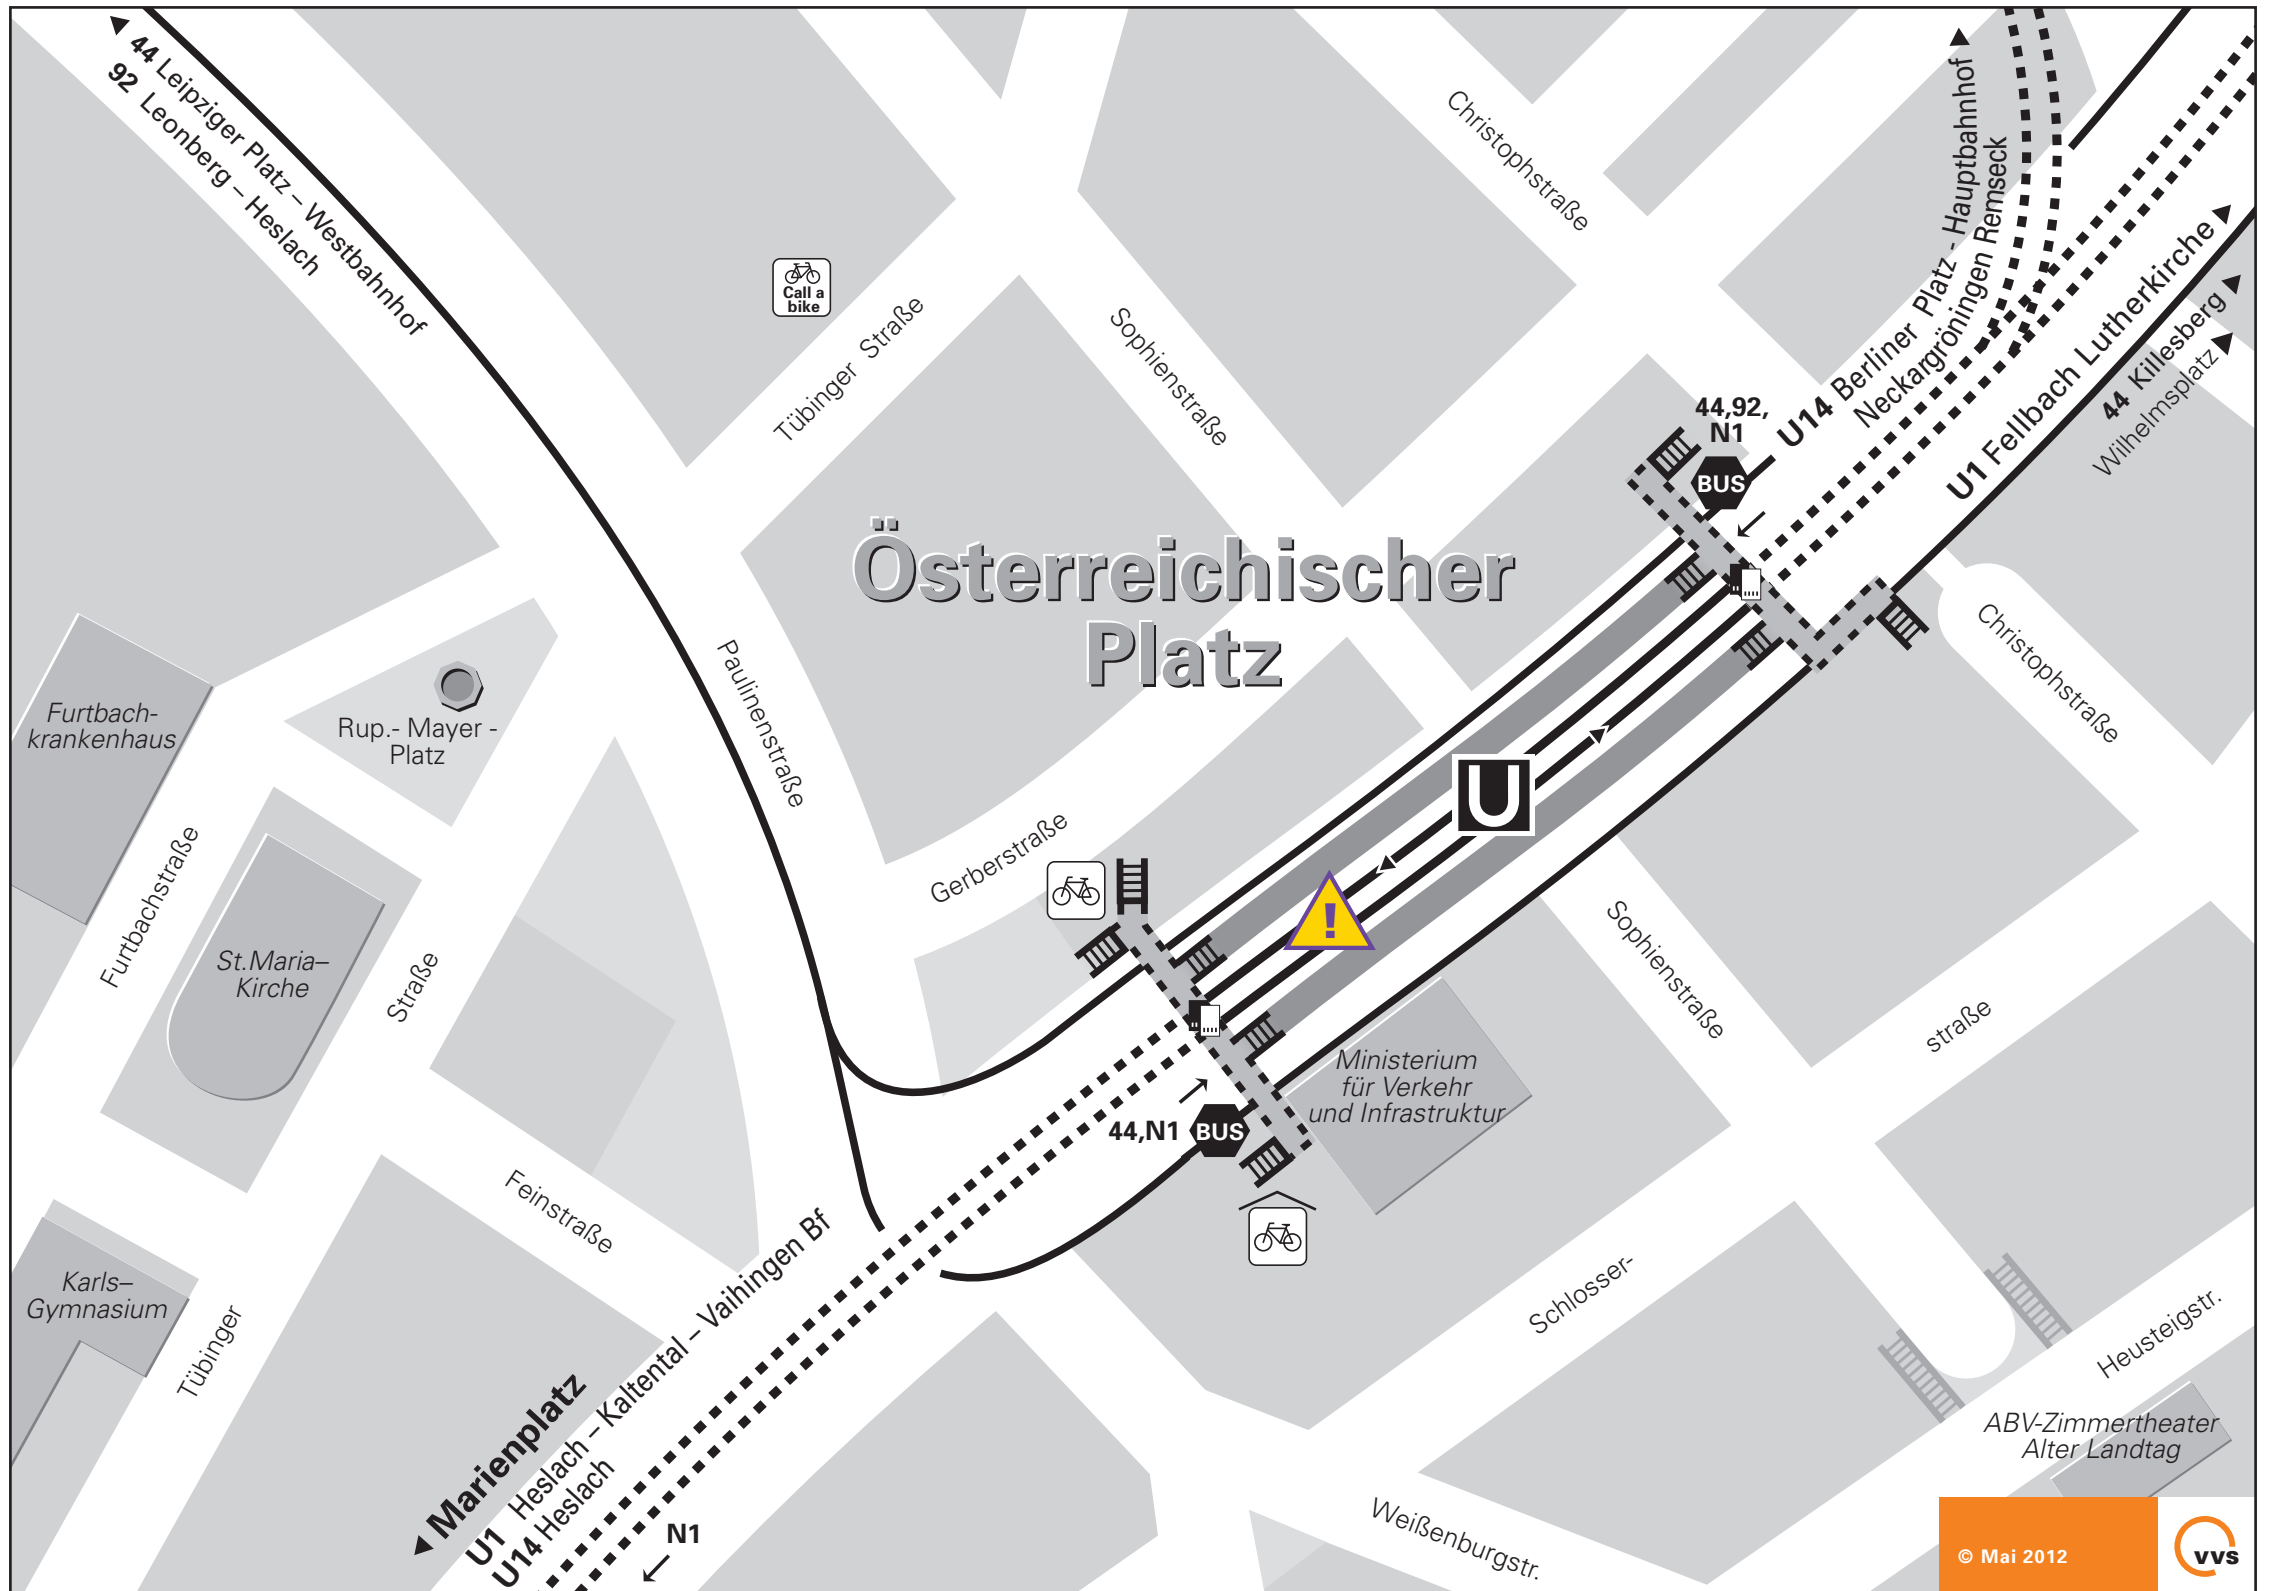 44 Leipziger Platz – Westbahnhof
92 Leonberg – Heslach
Call a
bike
Tübinger Straße
Sophienstraße
Christophstraße
U14 Berliner Platz - Hauptbahnhof
Neckargröningen Remseck
U1 Fellbach Lutherkirche
44 Killesberg
Wilhelmsplatz
44,92,
N1
BUS
Österreichischer
Platz
Christophstraße
Paulinenstraße
Furtbach-
krankenhaus
Rup.- Mayer -
Platz
U
Gerberstraße
!
Furtbachstraße
St.Maria–
Kirche
Straße
Sophienstraße
straße
Ministerium
für Verkehr
und Infrastruktur
44,N1
BUS
Feinstraße
Karls–
Gymnasium
Tübinger
Schlosser-
Heusteigstr.
Marienplatz
U1 Heslach – Kaltental – Vaihingen Bf
U14 Heslach
N1
ABV-Zimmertheater
Alter Landtag
Weißenburgstr.
© Mai 2012
vvs